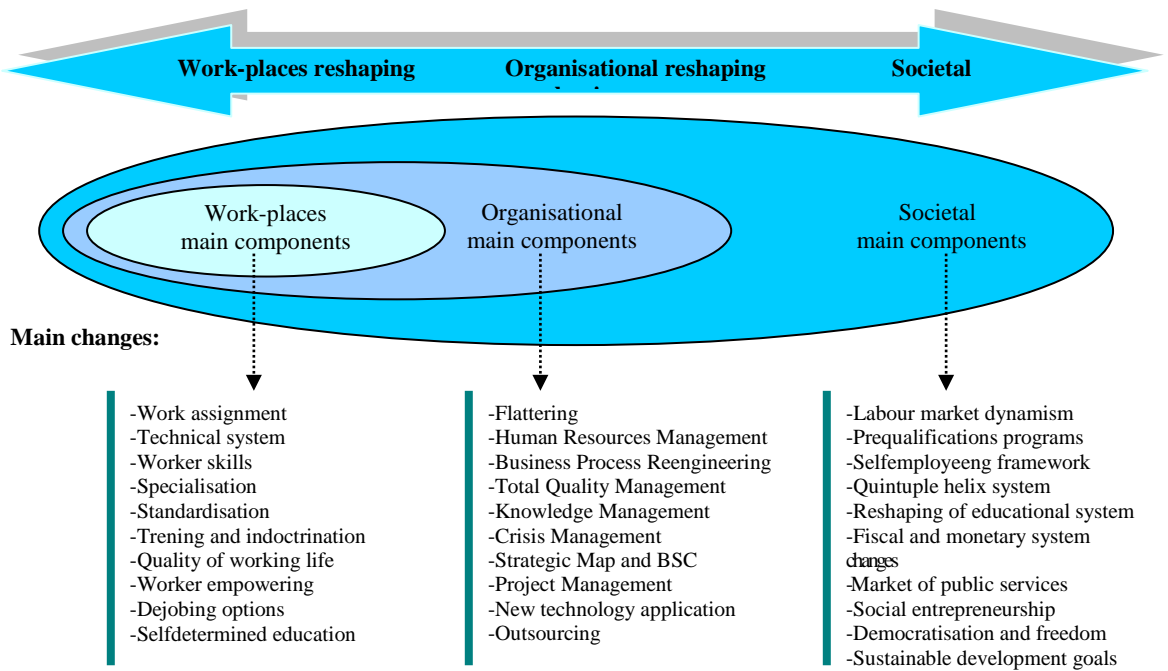 Work-places reshaping
Organisational reshaping
Societal
Work-places
main components
Organisational
main components
Societal
main components
Main changes:
-Work assignment
-Technical system
-Worker skills
-Specialisation
-Standardisation
-Trening and indoctrination
-Quality of working life
-Worker empowering
-Dejobing options
-Selfdetermined education
-Flattering
-Human Resources Management
-Business Process Reengineering
-Total Quality Management
-Knowledge Management
-Crisis Management
-Strategic Map and BSC
-Project Management
-New technology application
-Outsourcing
-Labour market dynamism
-Prequalifications programs
-Selfemployeeng framework
-Quintuple helix system
-Reshaping of educational system
-Fiscal and monetary system
changes
-Market of public services
-Social entrepreneurship
-Democratisation and freedom
-Sustainable development goals